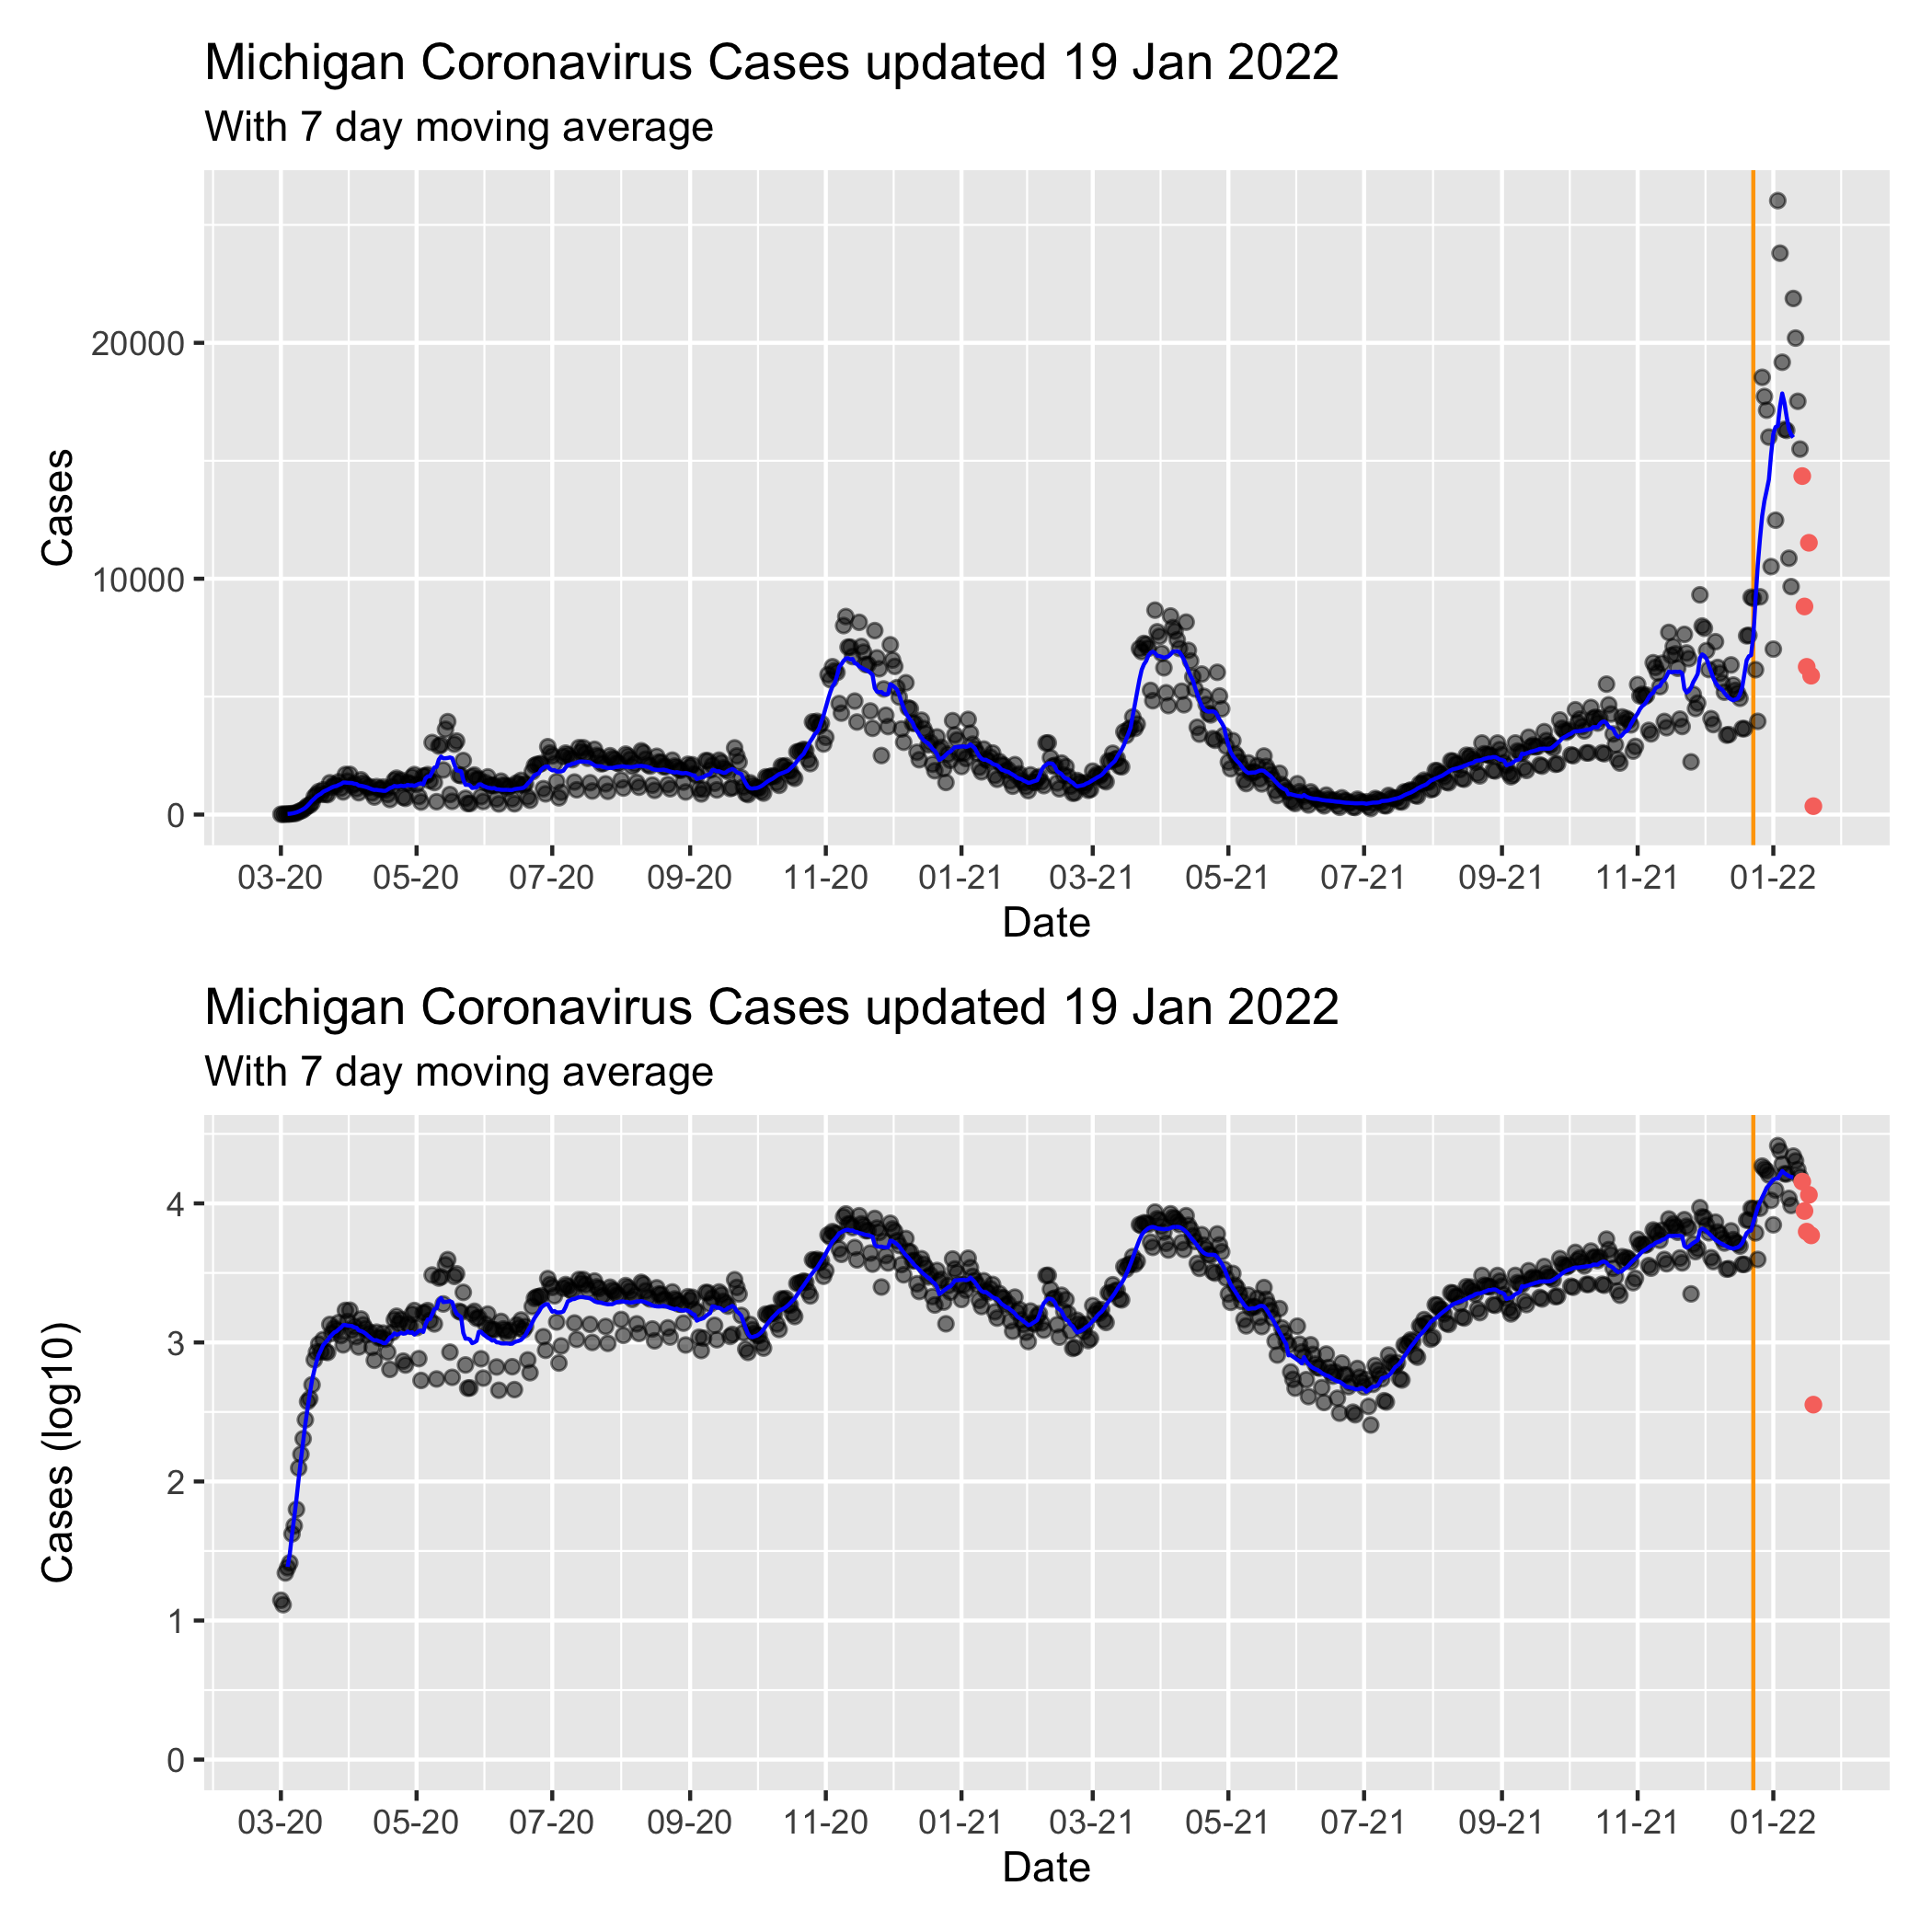 Michigan Coronavirus Cases updated 19 Jan 2022
With 7 day moving average
Cases
20000
10000
0
03-20 05-20 07-20 09-20 11-20 01-21 03-21 05-21 07-21 09-21 11-21 01-22
Date
Michigan Coronavirus Cases updated 19 Jan 2022
With 7 day moving average
Cases (log10)
4
3
2
1
0
03-20 05-20 07-20 09-20 11-20 01-21 03-21 05-21 07-21 09-21 11-21 01-22
Date